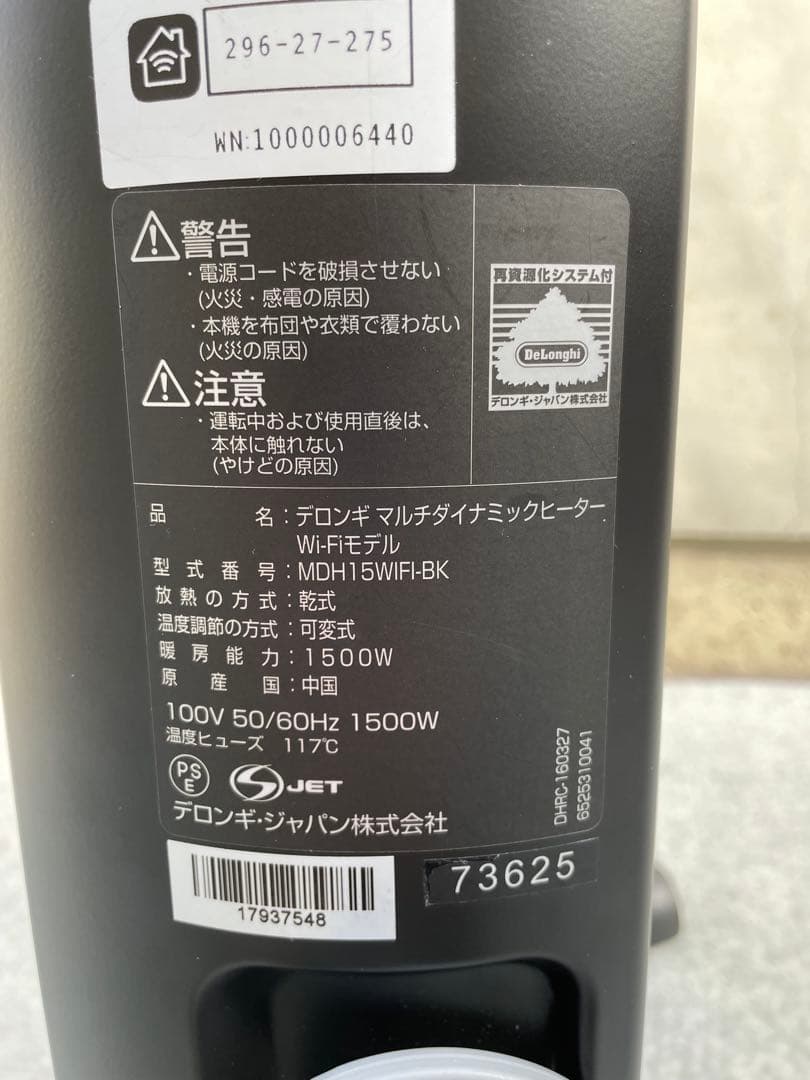 296-27-275
WN:1000006440
警告
・電源コードを破損させない
(火災・感電の原因)
・本機を布団や衣類で覆わない
(火災の原因)
注意
・運転中および使用直後は、
本体に触れない
(やけどの原因)
再資源化システム付
DeLonghi
デロンギ・ジャパン株式会社
品名：デロンギ マルチダイナミックヒーター
Wi-Fiモデル
型式番号：MDH15WIFI-BK
放熱の方式：乾式
温度調節の方式：可変式
暖房能力：1500W
原産国：中国
100V 50/60Hz 1500W
温度ヒューズ 117℃
PS
E
S JET
デロンギ・ジャパン株式会社
DHRC-160327
6525310041
17937548
73625